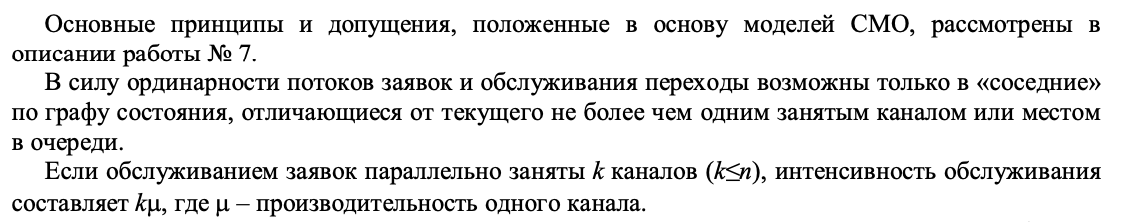 Основные принципы и допущения, положенные в основу моделей СМО, рассмотрены в
описании работы № 7.
В силу ординарности потоков заявок и обслуживания переходы возможны только в «соседние»
по графу состояния, отличающиеся от текущего не более чем одним занятым каналом или местом
в очереди.
Если обслуживанием заявок параллельно заняты k каналов (k≤n), интенсивность обслуживания
составляет kμ, где μ – производительность одного канала.